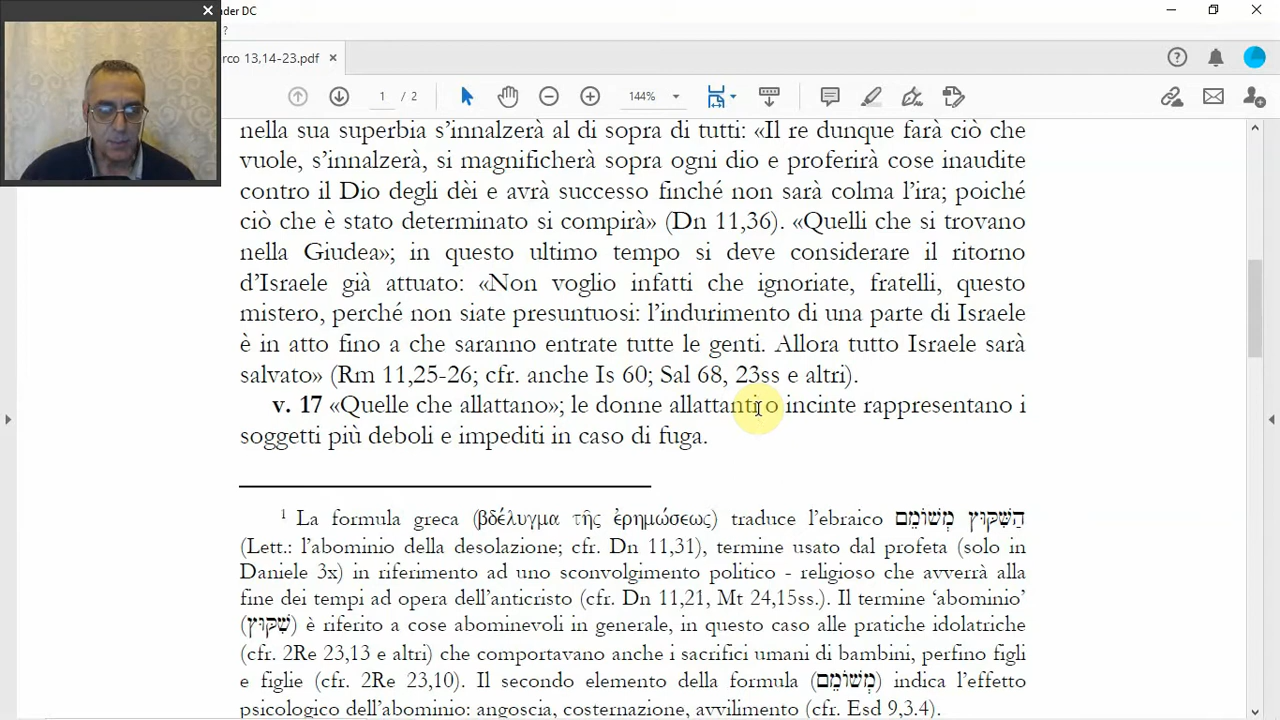 nder DC
?
rco 13,14-23.pdf ×
1 / 2 144%
nella sua superbia s’innalzerà al di sopra di tutti: «Il re dunque farà ciò che
vuole, s’innalzerà, si magnificherà sopra ogni dio e proferirà cose inaudite
contro il Dio degli dèi e avrà successo finché non sarà colma l’ira; poiché
ciò che è stato determinato si compirà» (Dn 11,36). «Quelli che si trovano
nella Giudea»; in questo ultimo tempo si deve considerare il ritorno
d’Israele già attuato: «Non voglio infatti che ignoriate, fratelli, questo
mistero, perché non siate presuntuosi: l’indurimento di una parte di Israele
è in atto fino a che saranno entrate tutte le genti. Allora tutto Israele sarà
salvato» (Rm 11,25-26; cfr. anche Is 60; Sal 68, 23ss e altri).
v. 17 «Quelle che allattano»; le donne allattanti o incinte rappresentano i
soggetti più deboli e impediti in caso di fuga.
1 La formula greca (βδέλυγμα τῆς ἐρημώσεως) traduce l’ebraico הַשִּׁקּוּץ מְשׁוֹמֵם
(Lett.: l’abominio della desolazione; cfr. Dn 11,31), termine usato dal profeta (solo in
Daniele 3x) in riferimento ad uno sconvolgimento politico - religioso che avverrà alla
fine dei tempi ad opera dell’anticristo (cfr. Dn 11,21, Mt 24,15ss.). Il termine ‘abominio’
(שִׁקּוּץ) è riferito a cose abominevoli in generale, in questo caso alle pratiche idolatriche
(cfr. 2Re 23,13 e altri) che comportavano anche i sacrifici umani di bambini, perfino figli
e figlie (cfr. 2Re 23,10). Il secondo elemento della formula (מְשׁוֹמֵם) indica l’effetto
psicologico dell’abominio: angoscia, costernazione, avvilimento (cfr. Esd 9,3.4).